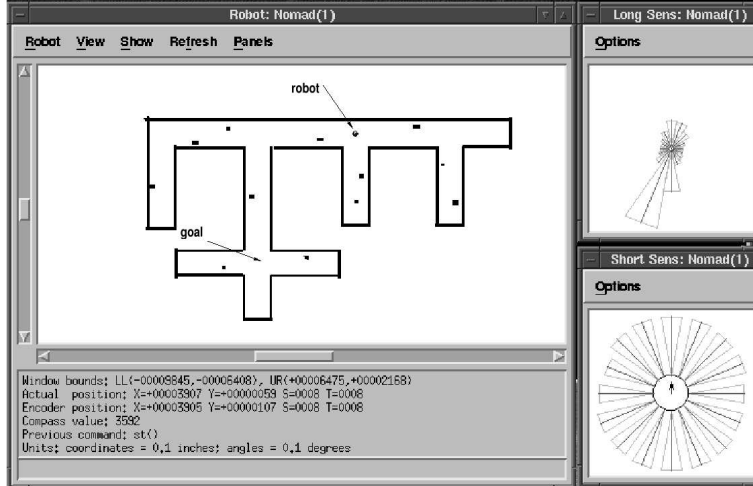 Robot: Nomad(1)
Robot View Show Refresh Panels
robot
goal
Window bounds: LL(-00009845,-00006408), UR(+00006475,+00002168)
Actual position: X=+00003907 Y=+00000059 S=0008 T=0008
Encoder position: X=+00003905 Y=+00000107 S=0008 T=0008
Compass value: 3592
Previous command: st()
Units: coordinates = 0.1 inches; angles = 0.1 degrees
Long Sens: Nomad(1)
Options
Short Sens: Nomad(1)
Options